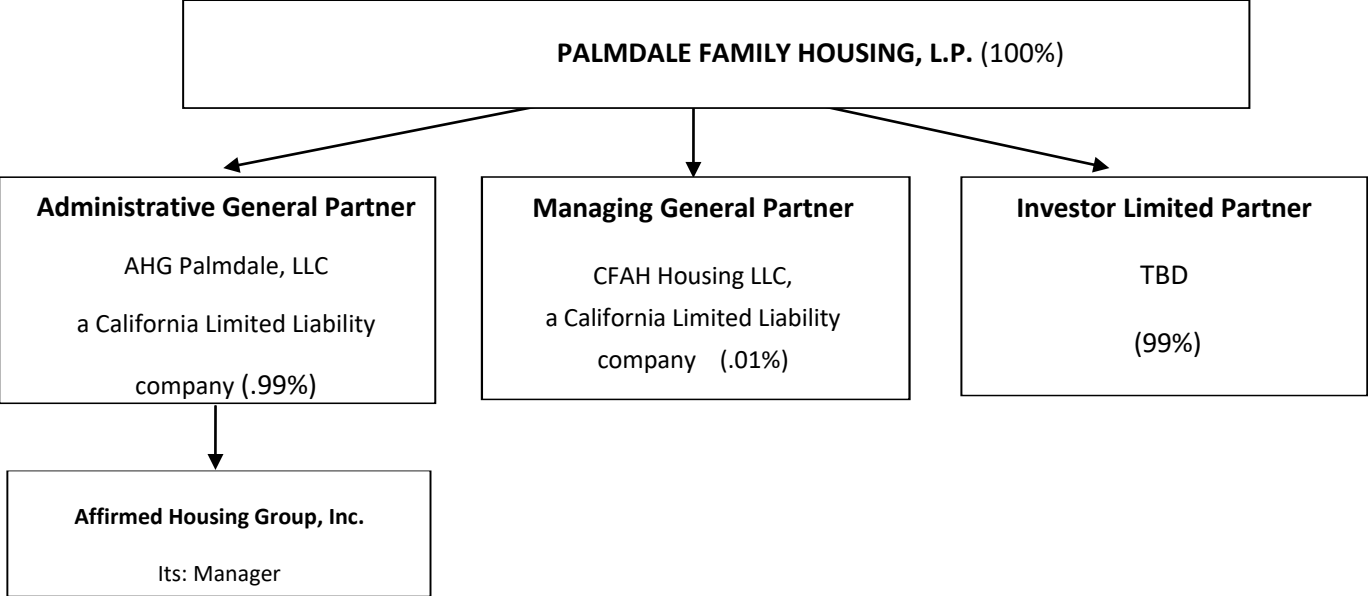 PALMDALE FAMILY HOUSING, L.P. (100%)
Administrative General Partner
AHG Palmdale, LLC
a California Limited Liability
company (.99%)
Managing General Partner
CFAH Housing LLC,
a California Limited Liability
company (.01%)
Investor Limited Partner
TBD
(99%)
Affirmed Housing Group, Inc.
Its: Manager